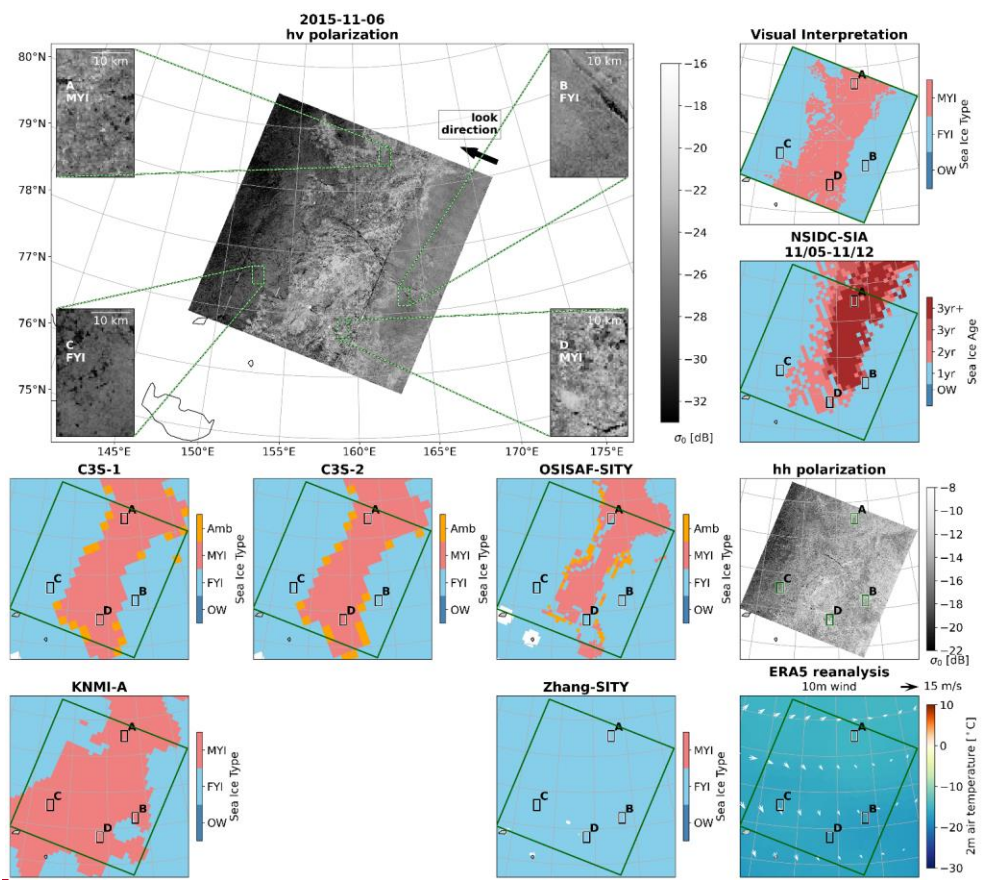 2015-11-06
hv polarization
80°N
79°N
78°N
77°N
76°N
75°N
145°E
150°E
155°E
160°E
165°E
170°E
175°E
10 km
A
MYI
10 km
B
FYI
10 km
C
FYI
10 km
D
MYI
look
direction
−16
−18
−20
−22
−24
−26
−28
−30
−32
σ0 [dB]
Visual Interpretation
A
B
C
D
MYI
FYI
OW
Sea Ice Type
NSIDC-SIA
11/05-11/12
A
B
C
D
3yr+
3yr
2yr
1yr
OW
Sea Ice Age
C3S-1
A
B
C
D
Amb
MYI
FYI
OW
Sea Ice Type
C3S-2
A
B
C
D
Amb
MYI
FYI
OW
Sea Ice Type
OSISAF-SITY
A
B
C
D
Amb
MYI
FYI
OW
Sea Ice Type
hh polarization
A
B
C
D
−8
−10
−12
−14
−16
−18
−20
−22
σ0 [dB]
KNMI-A
A
B
C
D
MYI
FYI
OW
Sea Ice Type
Zhang-SITY
A
B
C
D
MYI
FYI
OW
Sea Ice Type
ERA5 reanalysis
10m wind
15 m/s
A
B
C
D
10
0
−10
−20
−30
2m air temperature [°C]